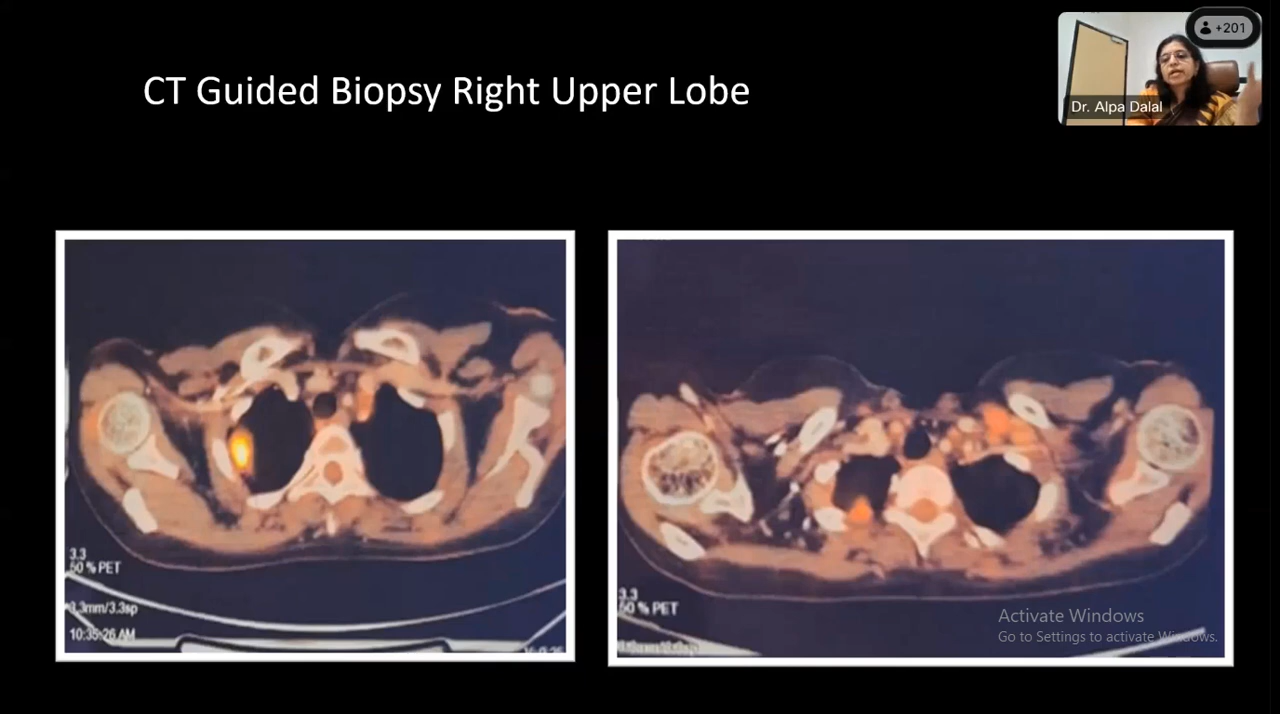 CT Guided Biopsy Right Upper Lobe
+201
Dr. Alpa Dalal
3.3
50 % PET
3.3mm/3.3sp
10:35:26 AM
3.3
50 % PET
Activate Windows
Go to Settings to activate Windows.